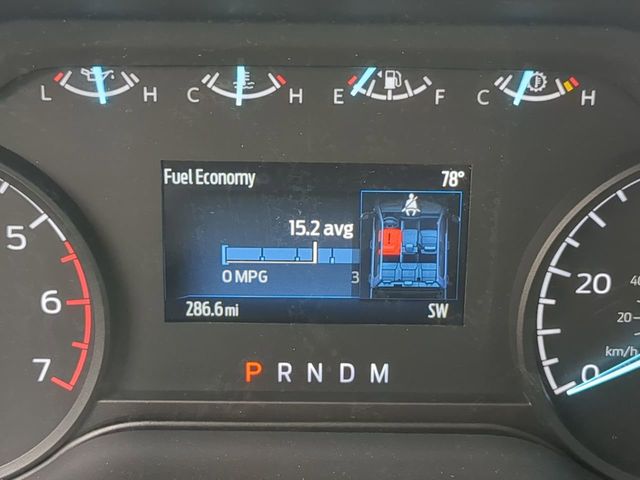 L H C H E F C H
Fuel Economy 78°
15.2 avg
0 MPG 3
286.6 mi SW
P R N D M
5
6
7
20
0
20
km/h